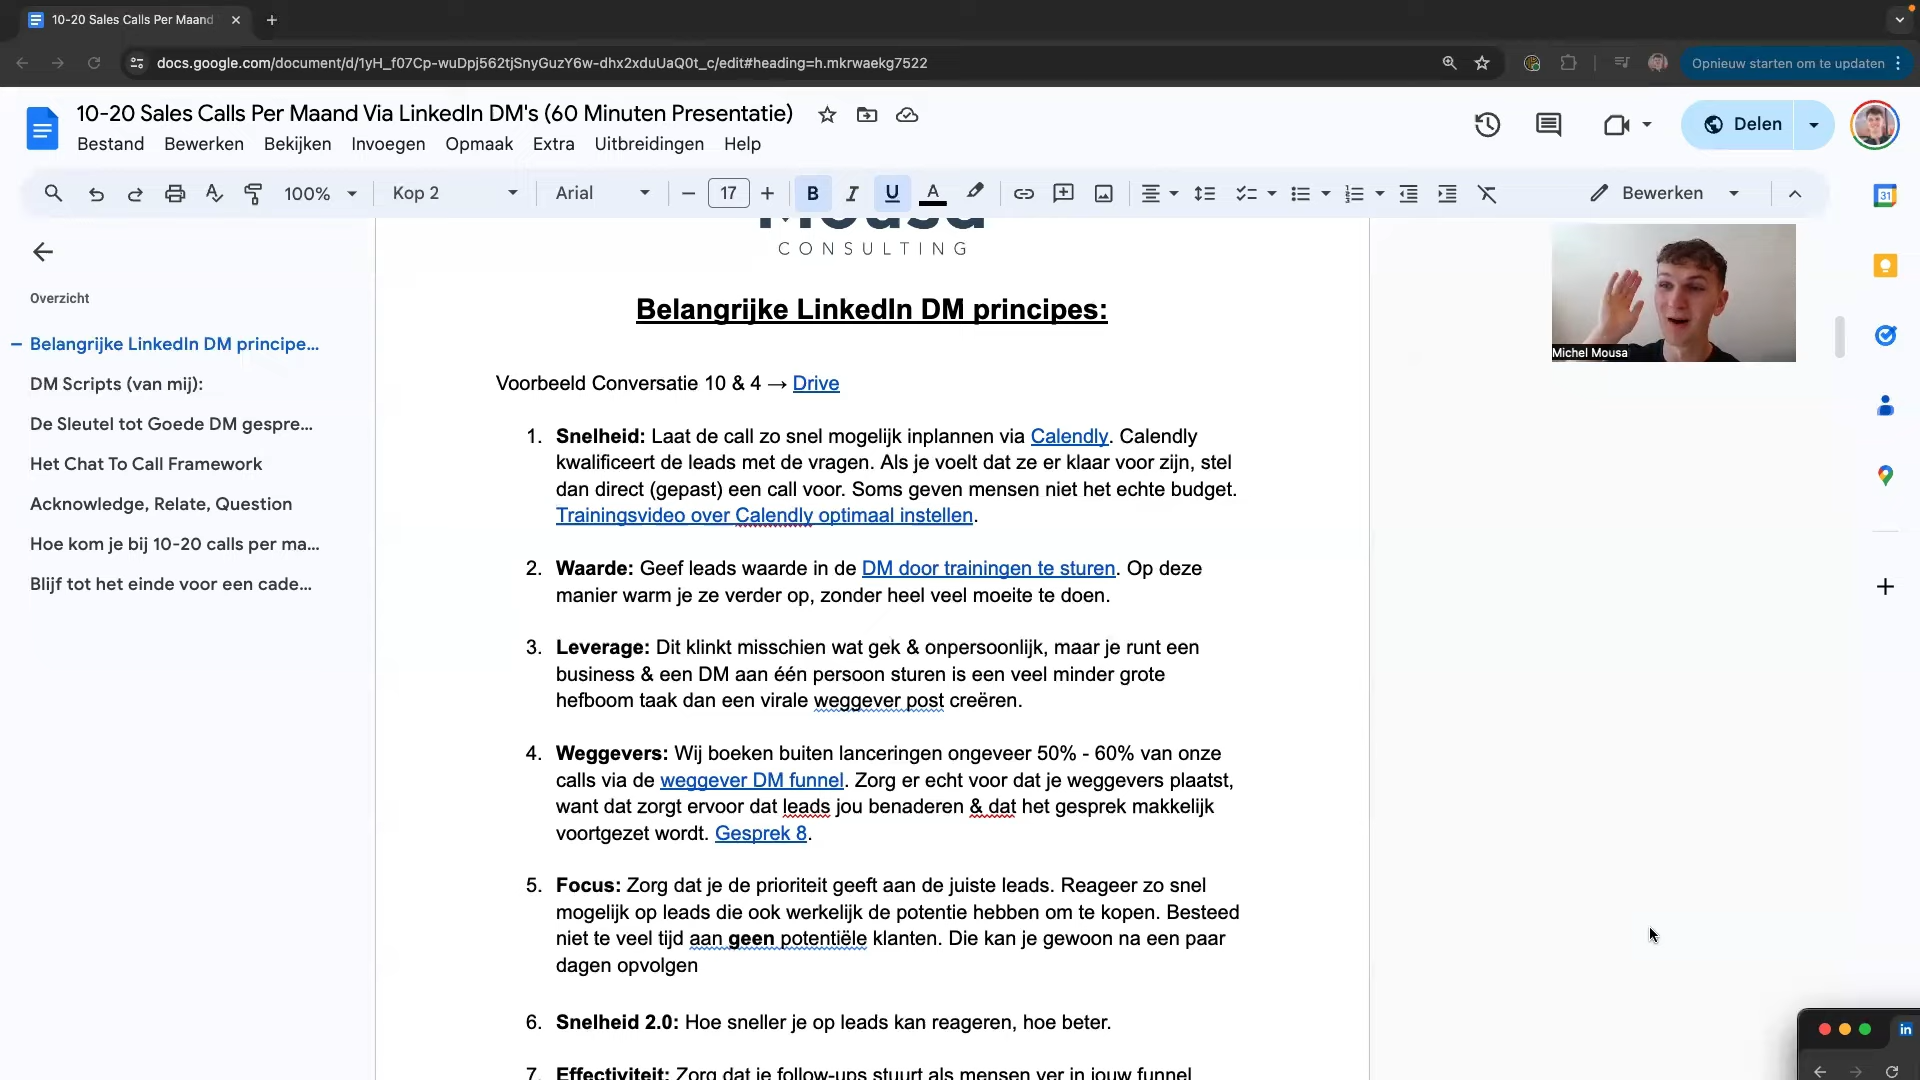 10-20 Sales Calls Per Maand
docs.google.com/document/d/1yH_f07Cp-wuDpj562tjSnyGuzY6w-dhx2xduUaQ0t_c/edit#heading=h.mkrwaekg7522
Opnieuw starten om te updaten
10-20 Sales Calls Per Maand Via LinkedIn DM's (60 Minuten Presentatie)
Delen
Bestand Bewerken Bekijken Invoegen Opmaak Extra Uitbreidingen Help
100% Kop 2 Arial 17 B I U A Bewerken
31
Mousa
CONSULTING
Overzicht
Belangrijke LinkedIn DM principe...
DM Scripts (van mij):
De Sleutel tot Goede DM gespre...
Het Chat To Call Framework
Acknowledge, Relate, Question
Hoe kom je bij 10-20 calls per ma...
Blijf tot het einde voor een cade...
Michel Mousa
Belangrijke LinkedIn DM principes:
Voorbeeld Conversatie 10 & 4 → Drive
1. Snelheid: Laat de call zo snel mogelijk inplannen via Calendly. Calendly
kwalificeert de leads met de vragen. Als je voelt dat ze er klaar voor zijn, stel
dan direct (gepast) een call voor. Soms geven mensen niet het echte budget.
Trainingsvideo over Calendly optimaal instellen.
2. Waarde: Geef leads waarde in de DM door trainingen te sturen. Op deze
manier warm je ze verder op, zonder heel veel moeite te doen.
3. Leverage: Dit klinkt misschien wat gek & onpersoonlijk, maar je runt een
business & een DM aan één persoon sturen is een veel minder grote
hefboom taak dan een virale weggever post creëren.
4. Weggevers: Wij boeken buiten lanceringen ongeveer 50% - 60% van onze
calls via de weggever DM funnel. Zorg er echt voor dat je weggevers plaatst,
want dat zorgt ervoor dat leads jou benaderen & dat het gesprek makkelijk
voortgezet wordt. Gesprek 8.
5. Focus: Zorg dat je de prioriteit geeft aan de juiste leads. Reageer zo snel
mogelijk op leads die ook werkelijk de potentie hebben om te kopen. Besteed
niet te veel tijd aan geen potentiële klanten. Die kan je gewoon na een paar
dagen opvolgen
6. Snelheid 2.0: Hoe sneller je op leads kan reageren, hoe beter.
7. Effectiviteit: Zorg dat je follow-ups stuurt als mensen ver in jouw funnel
in